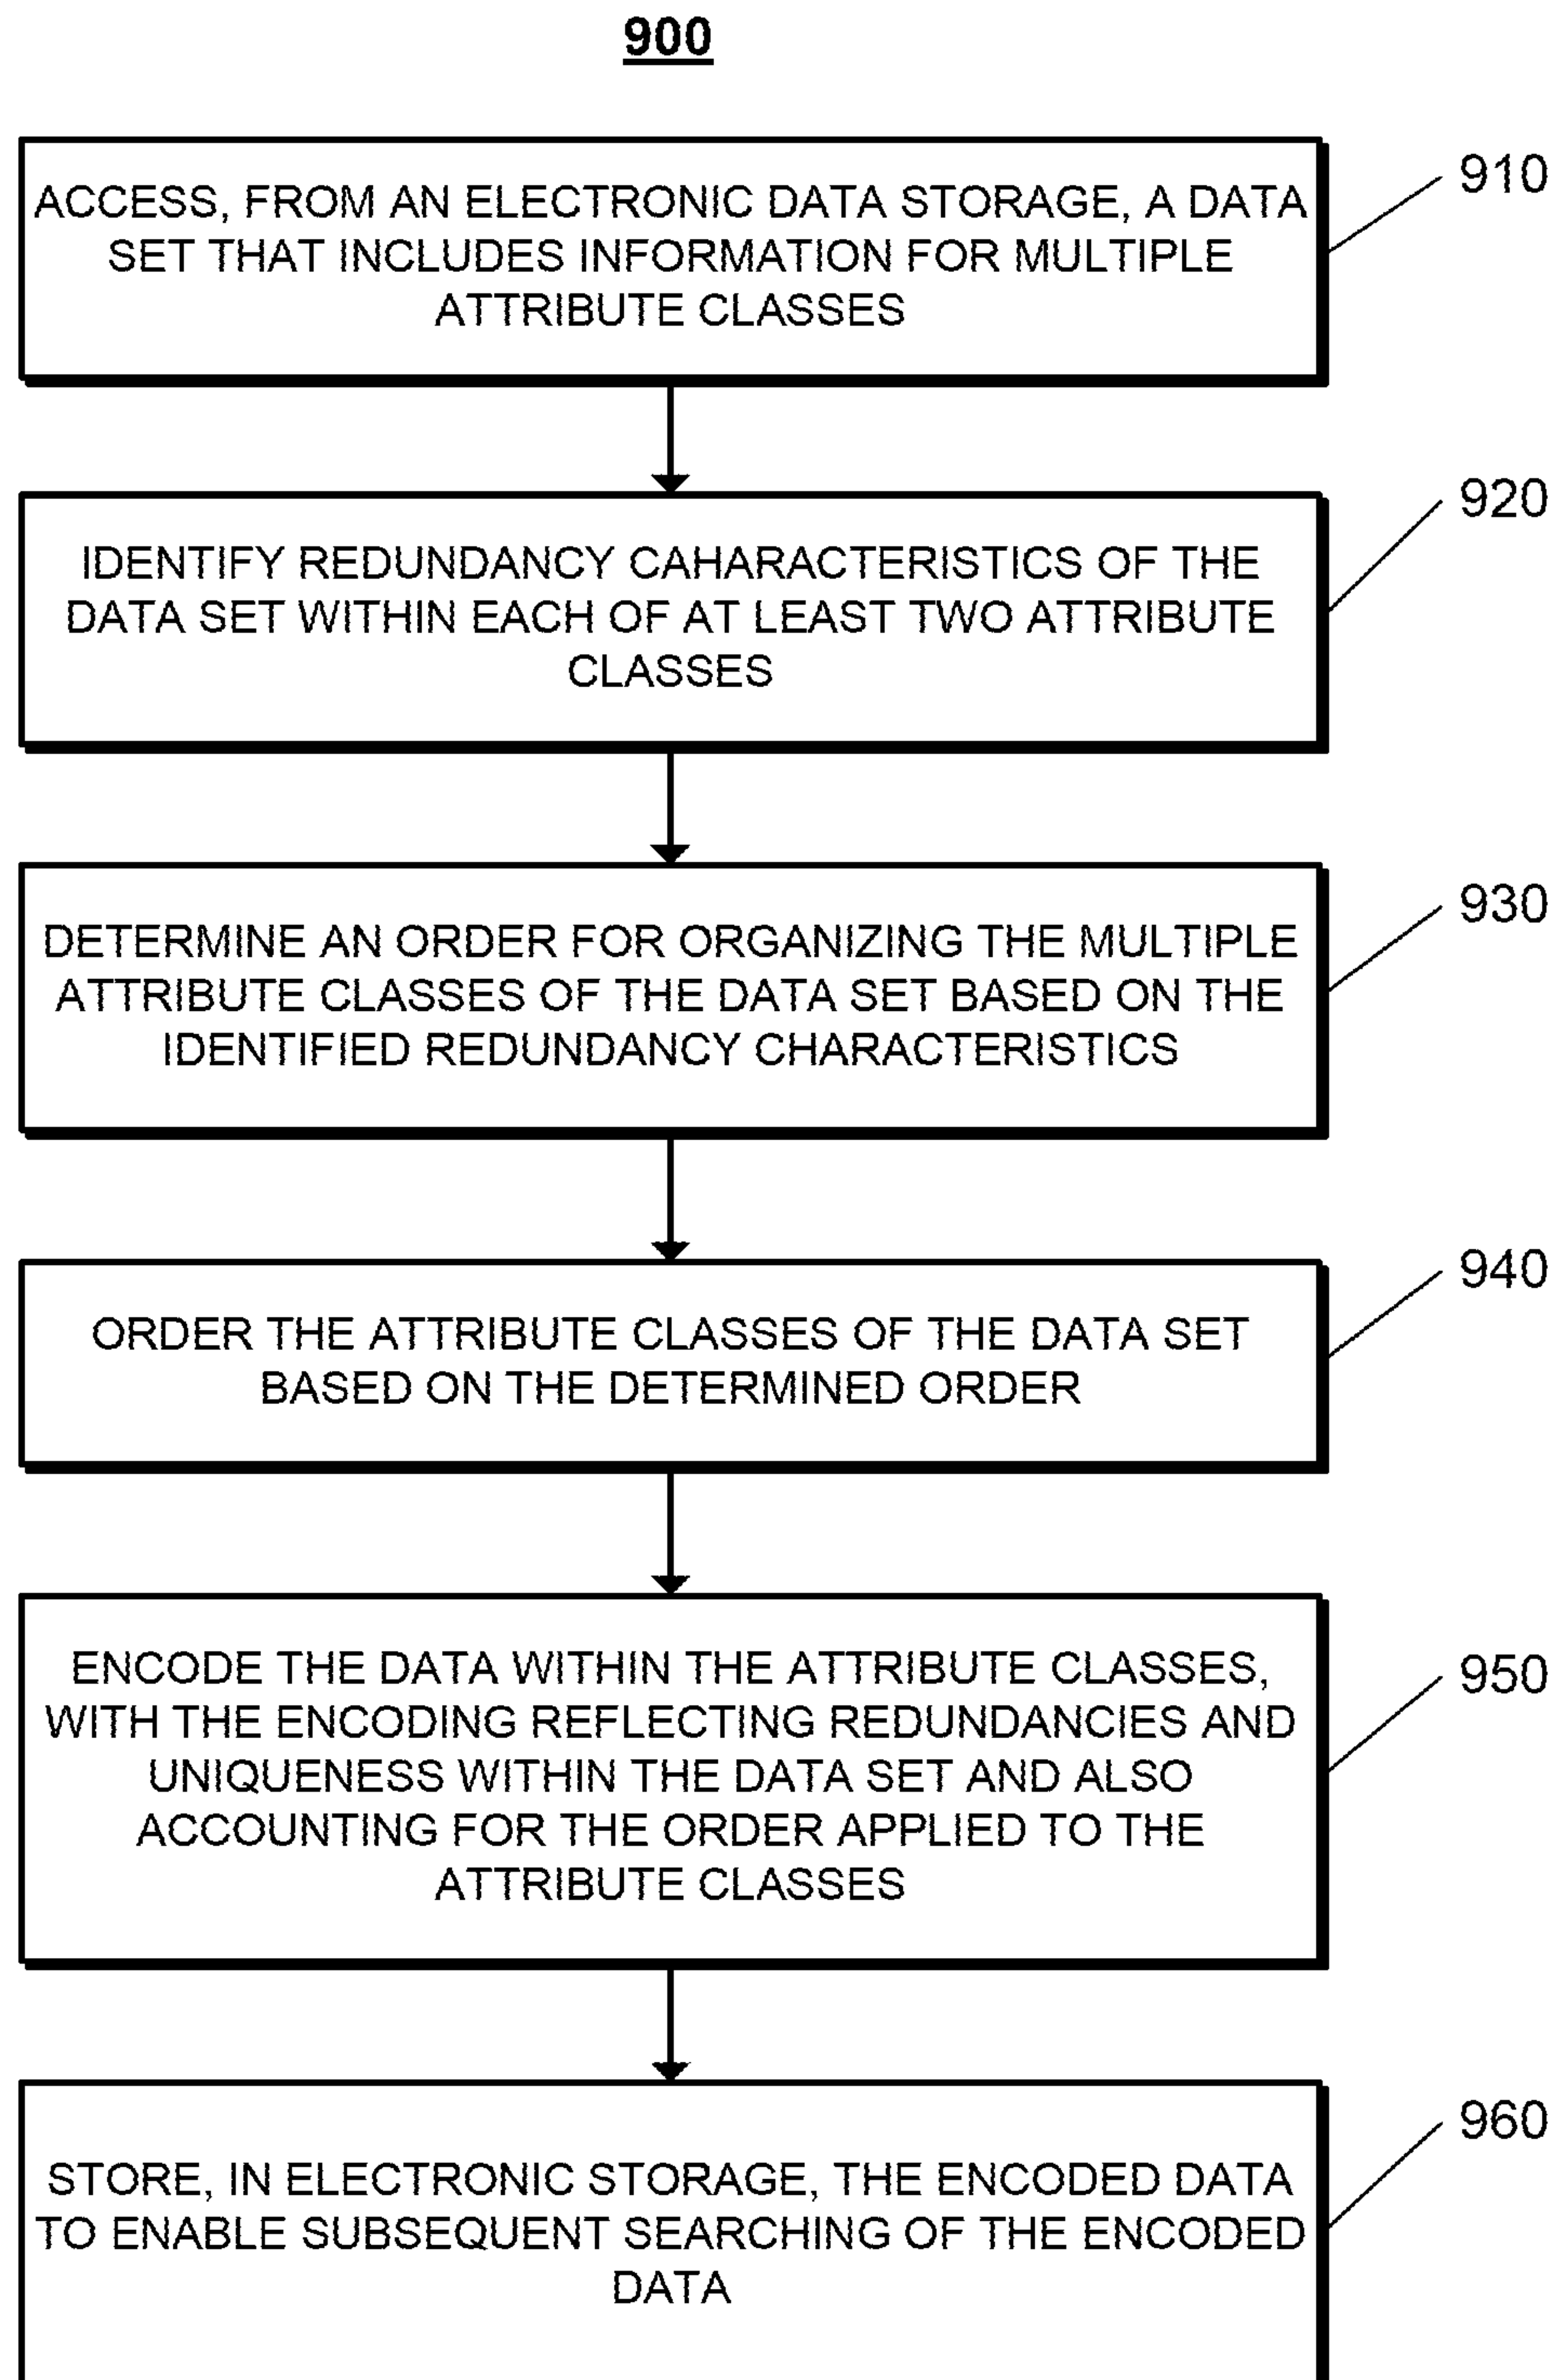 900
910
ACCESS, FROM AN ELECTRONIC DATA STORAGE, A DATA
SET THAT INCLUDES INFORMATION FOR MULTIPLE
ATTRIBUTE CLASSES
920
IDENTIFY REDUNDANCY CAHARACTERISTICS OF THE
DATA SET WITHIN EACH OF AT LEAST TWO ATTRIBUTE
CLASSES
930
DETERMINE AN ORDER FOR ORGANIZING THE MULTIPLE
ATTRIBUTE CLASSES OF THE DATA SET BASED ON THE
IDENTIFIED REDUNDANCY CHARACTERISTICS
940
ORDER THE ATTRIBUTE CLASSES OF THE DATA SET
BASED ON THE DETERMINED ORDER
950
ENCODE THE DATA WITHIN THE ATTRIBUTE CLASSES,
WITH THE ENCODING REFLECTING REDUNDANCIES AND
UNIQUENESS WITHIN THE DATA SET AND ALSO
ACCOUNTING FOR THE ORDER APPLIED TO THE
ATTRIBUTE CLASSES
960
STORE, IN ELECTRONIC STORAGE, THE ENCODED DATA
TO ENABLE SUBSEQUENT SEARCHING OF THE ENCODED
DATA